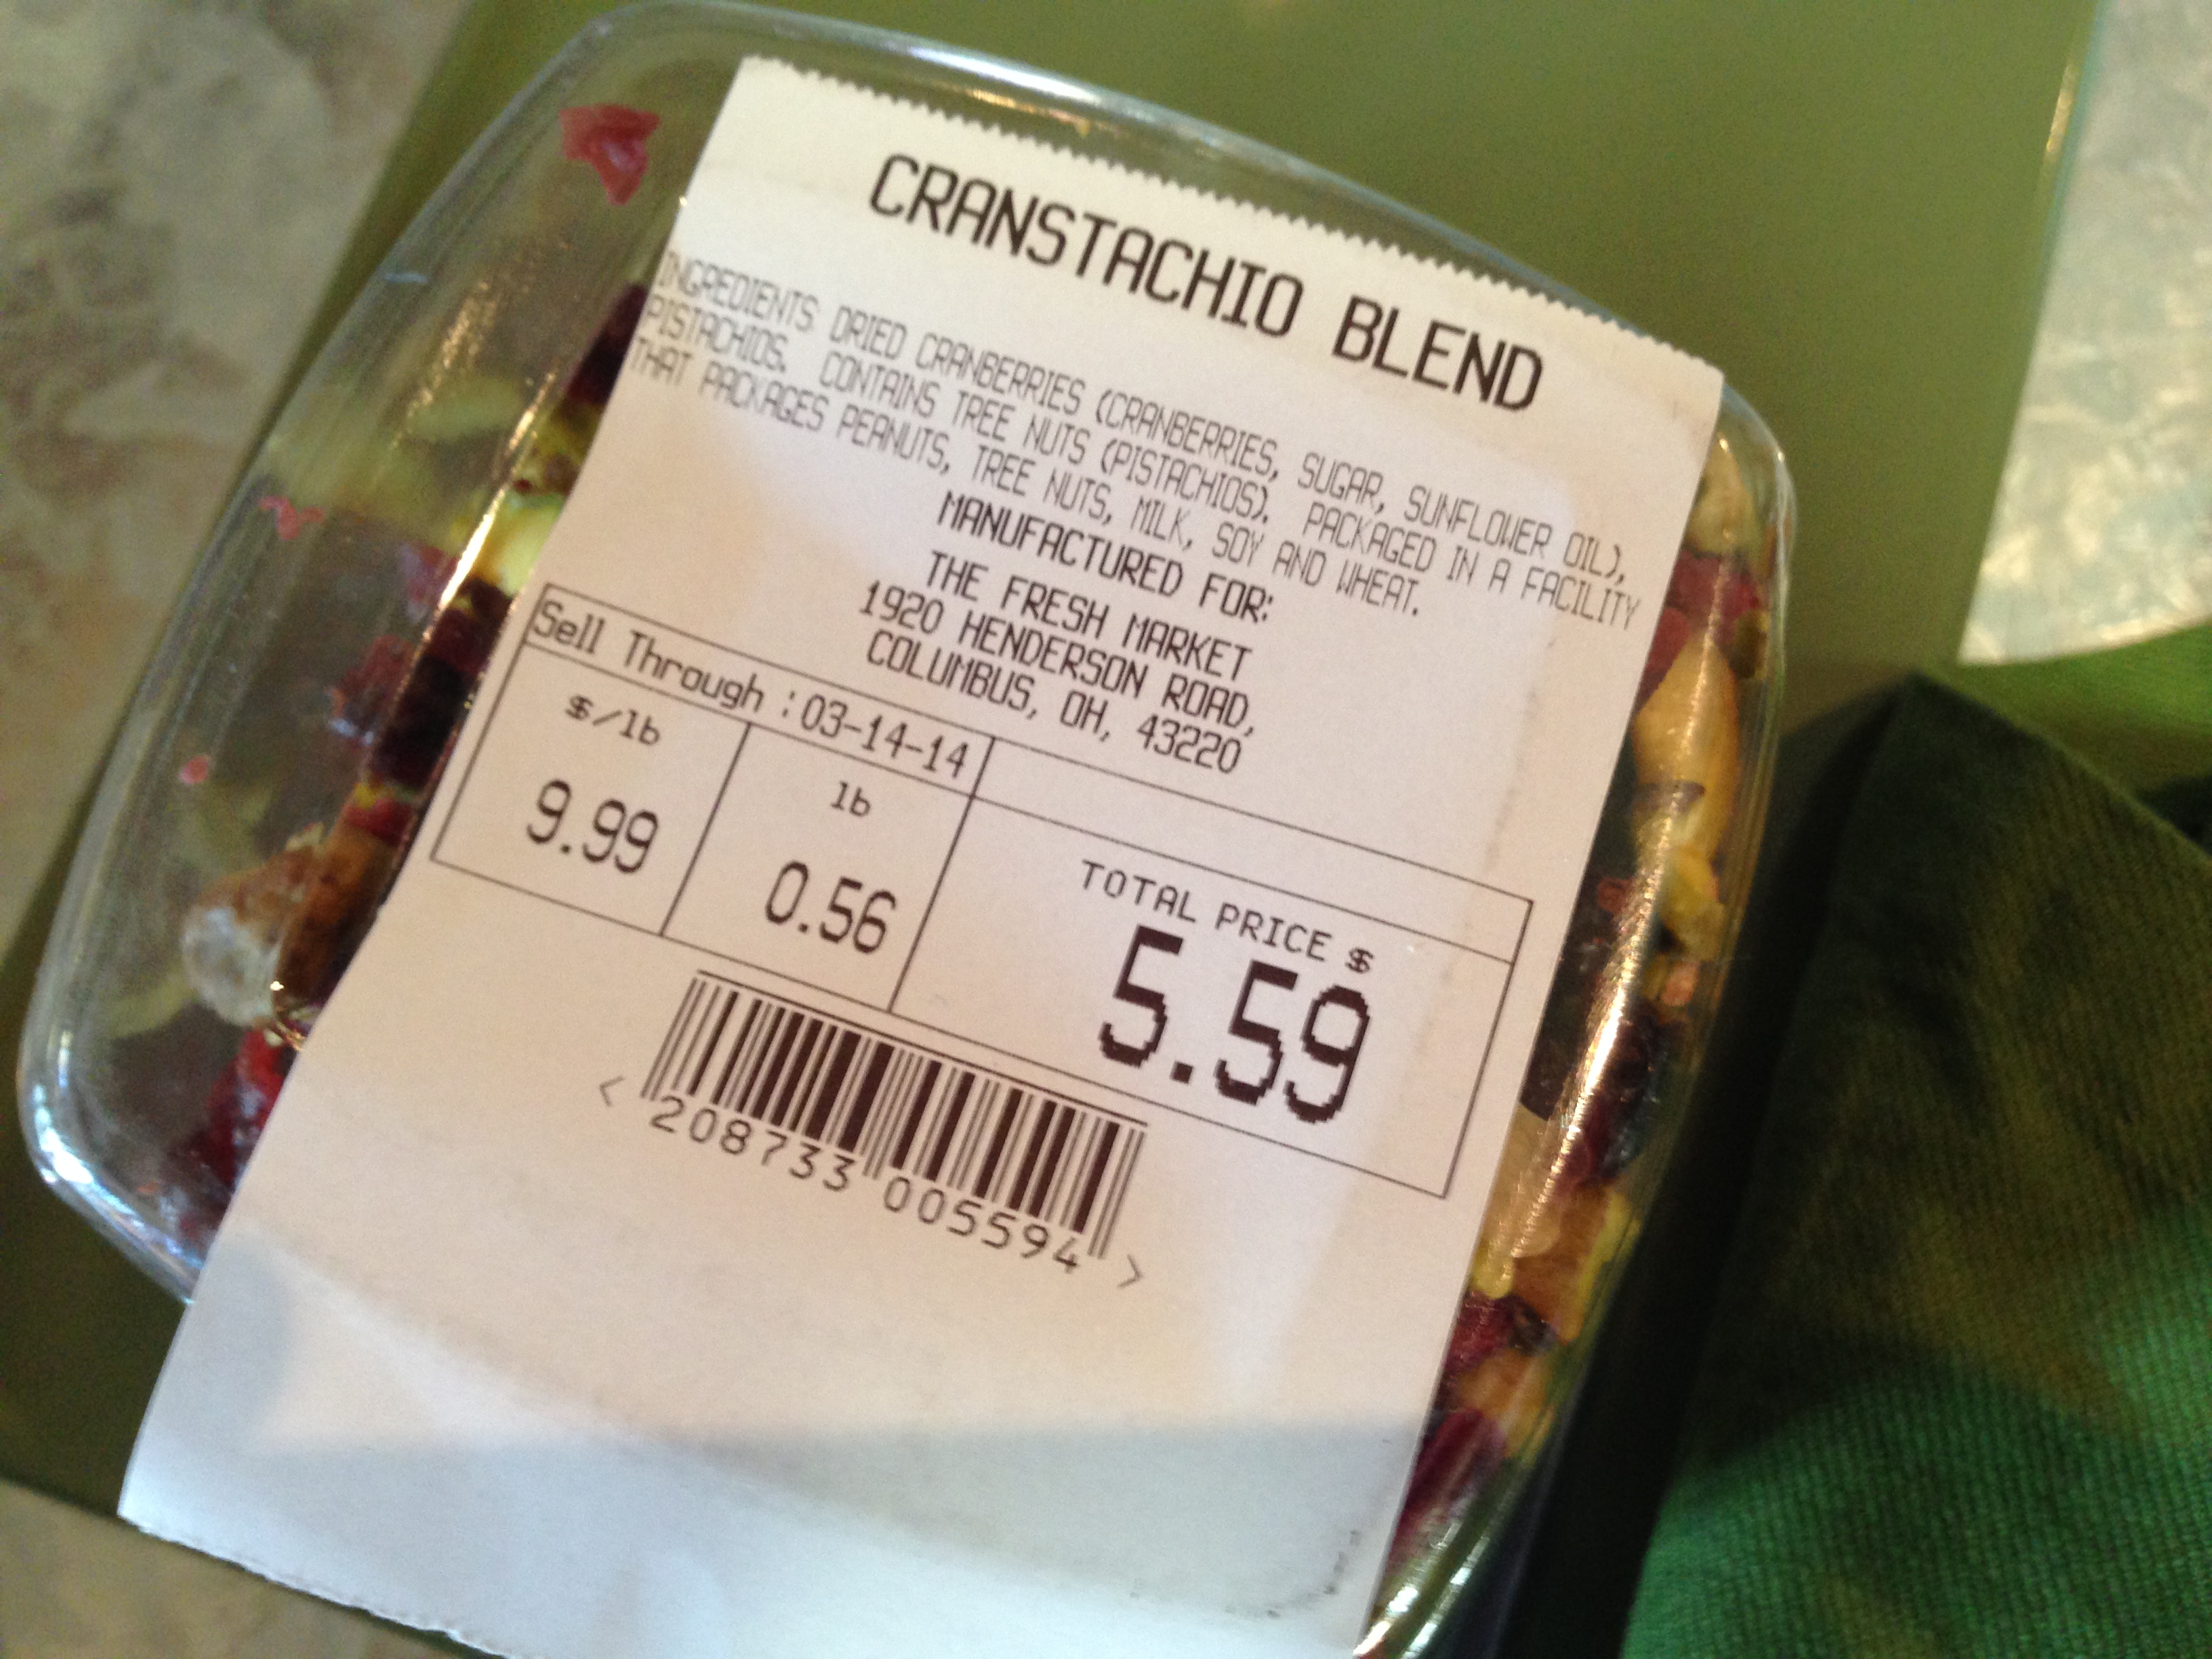 CRANSTACHIO BLEND
INGREDIENTS: DRIED CRANBERRIES (CRANBERRIES, SUGAR, SUNFLOWER OIL),
PISTACHIOS. CONTAINS TREE NUTS (PISTACHIOS). PACKAGED IN A FACILITY
THAT PACKAGES PEANUTS, TREE NUTS, MILK, SOY AND WHEAT.
MANUFACTURED FOR:
THE FRESH MARKET
1920 HENDERSON ROAD,
COLUMBUS, OH, 43220
Sell Through :03-14-14
$/lb
9.99
lb
0.56
TOTAL PRICE $
5.59
< 208733 005594 >